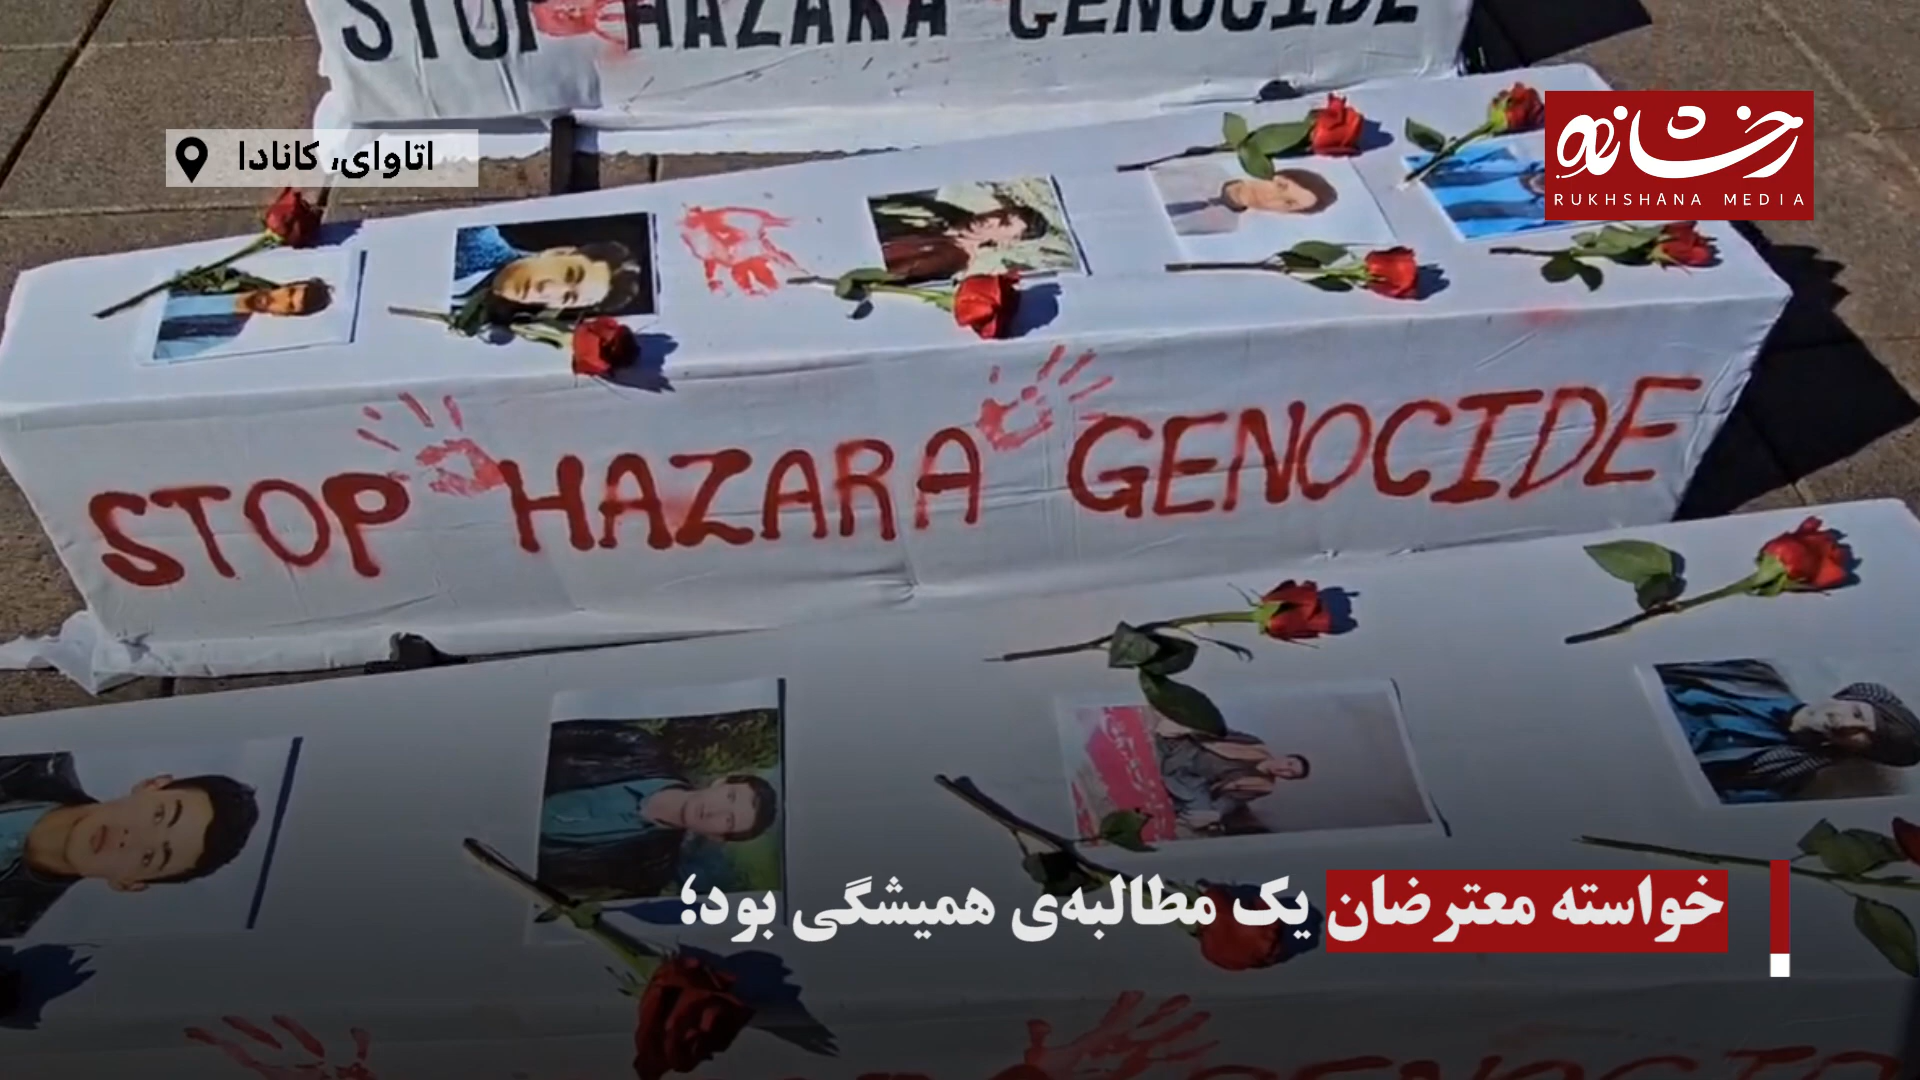 STOP HAZARA GENOCIDE
رخشانه
RUKHSHANA MEDIA
اتاوای، کانادا
STOP HAZARA GENOCIDE
خواسته معترضان یک مطالبه‌ی همیشگی بود؛